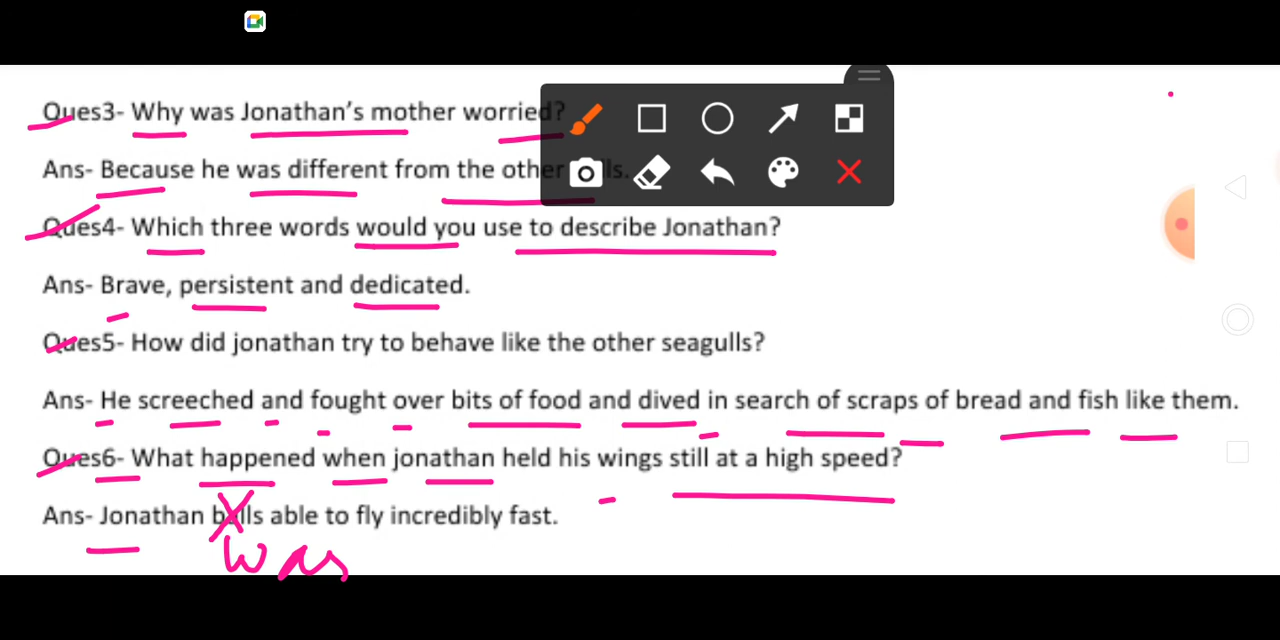 Ques3- Why was Jonathan's mother worried?
Ans- Because he was different from the other lls.
Ques4- Which three words would you use to describe Jonathan?
Ans- Brave, persistent and dedicated.
Ques5- How did jonathan try to behave like the other seagulls?
Ans- He screeched and fought over bits of food and dived in search of scraps of bread and fish like them.
Ques6- What happened when jonathan held his wings still at a high speed?
Ans- Jonathan bulls able to fly incredibly fast.
was